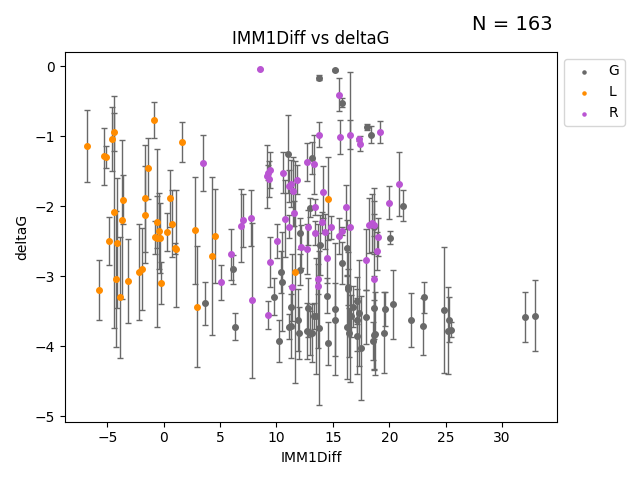 N = 163
IMM1Diff vs deltaG
G
L
R
deltaG
0
−1
−2
−3
−4
−5
−5 0 5 10 15 20 25 30
IMM1Diff